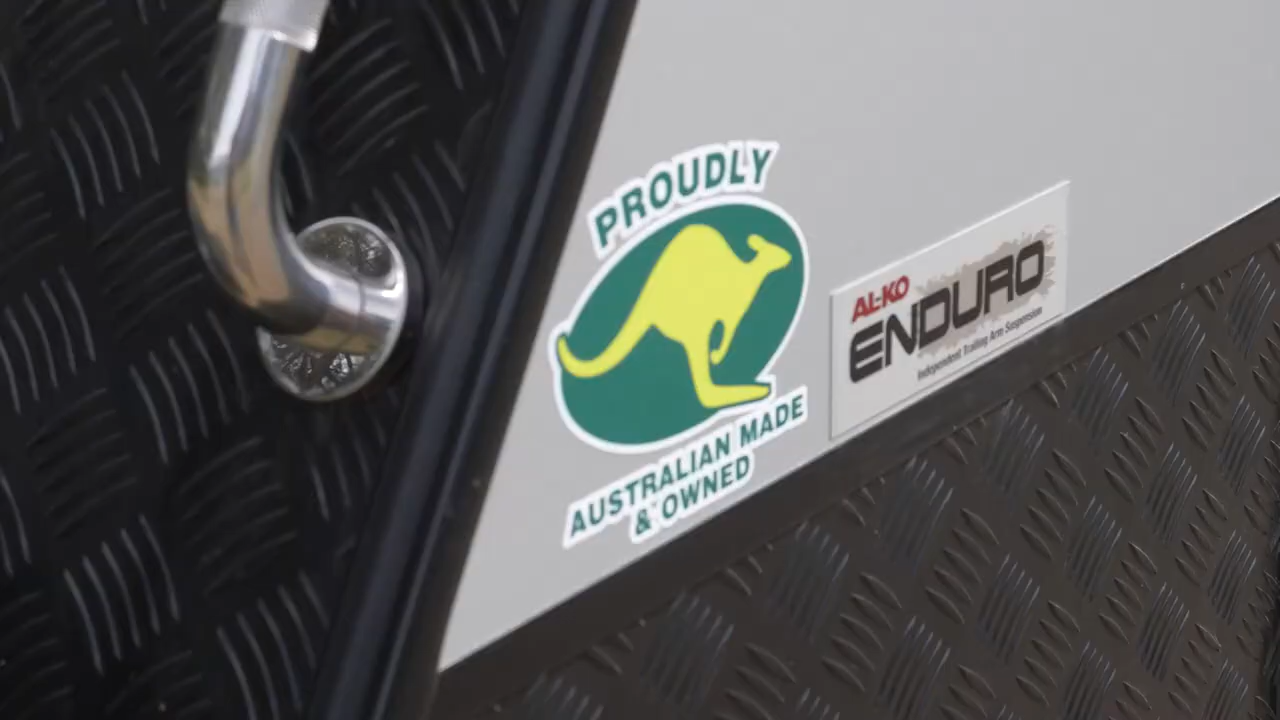 PROUDLY
AUSTRALIAN MADE
& OWNED
AL-KO
ENDURO
Independent Trailing Arm Suspension